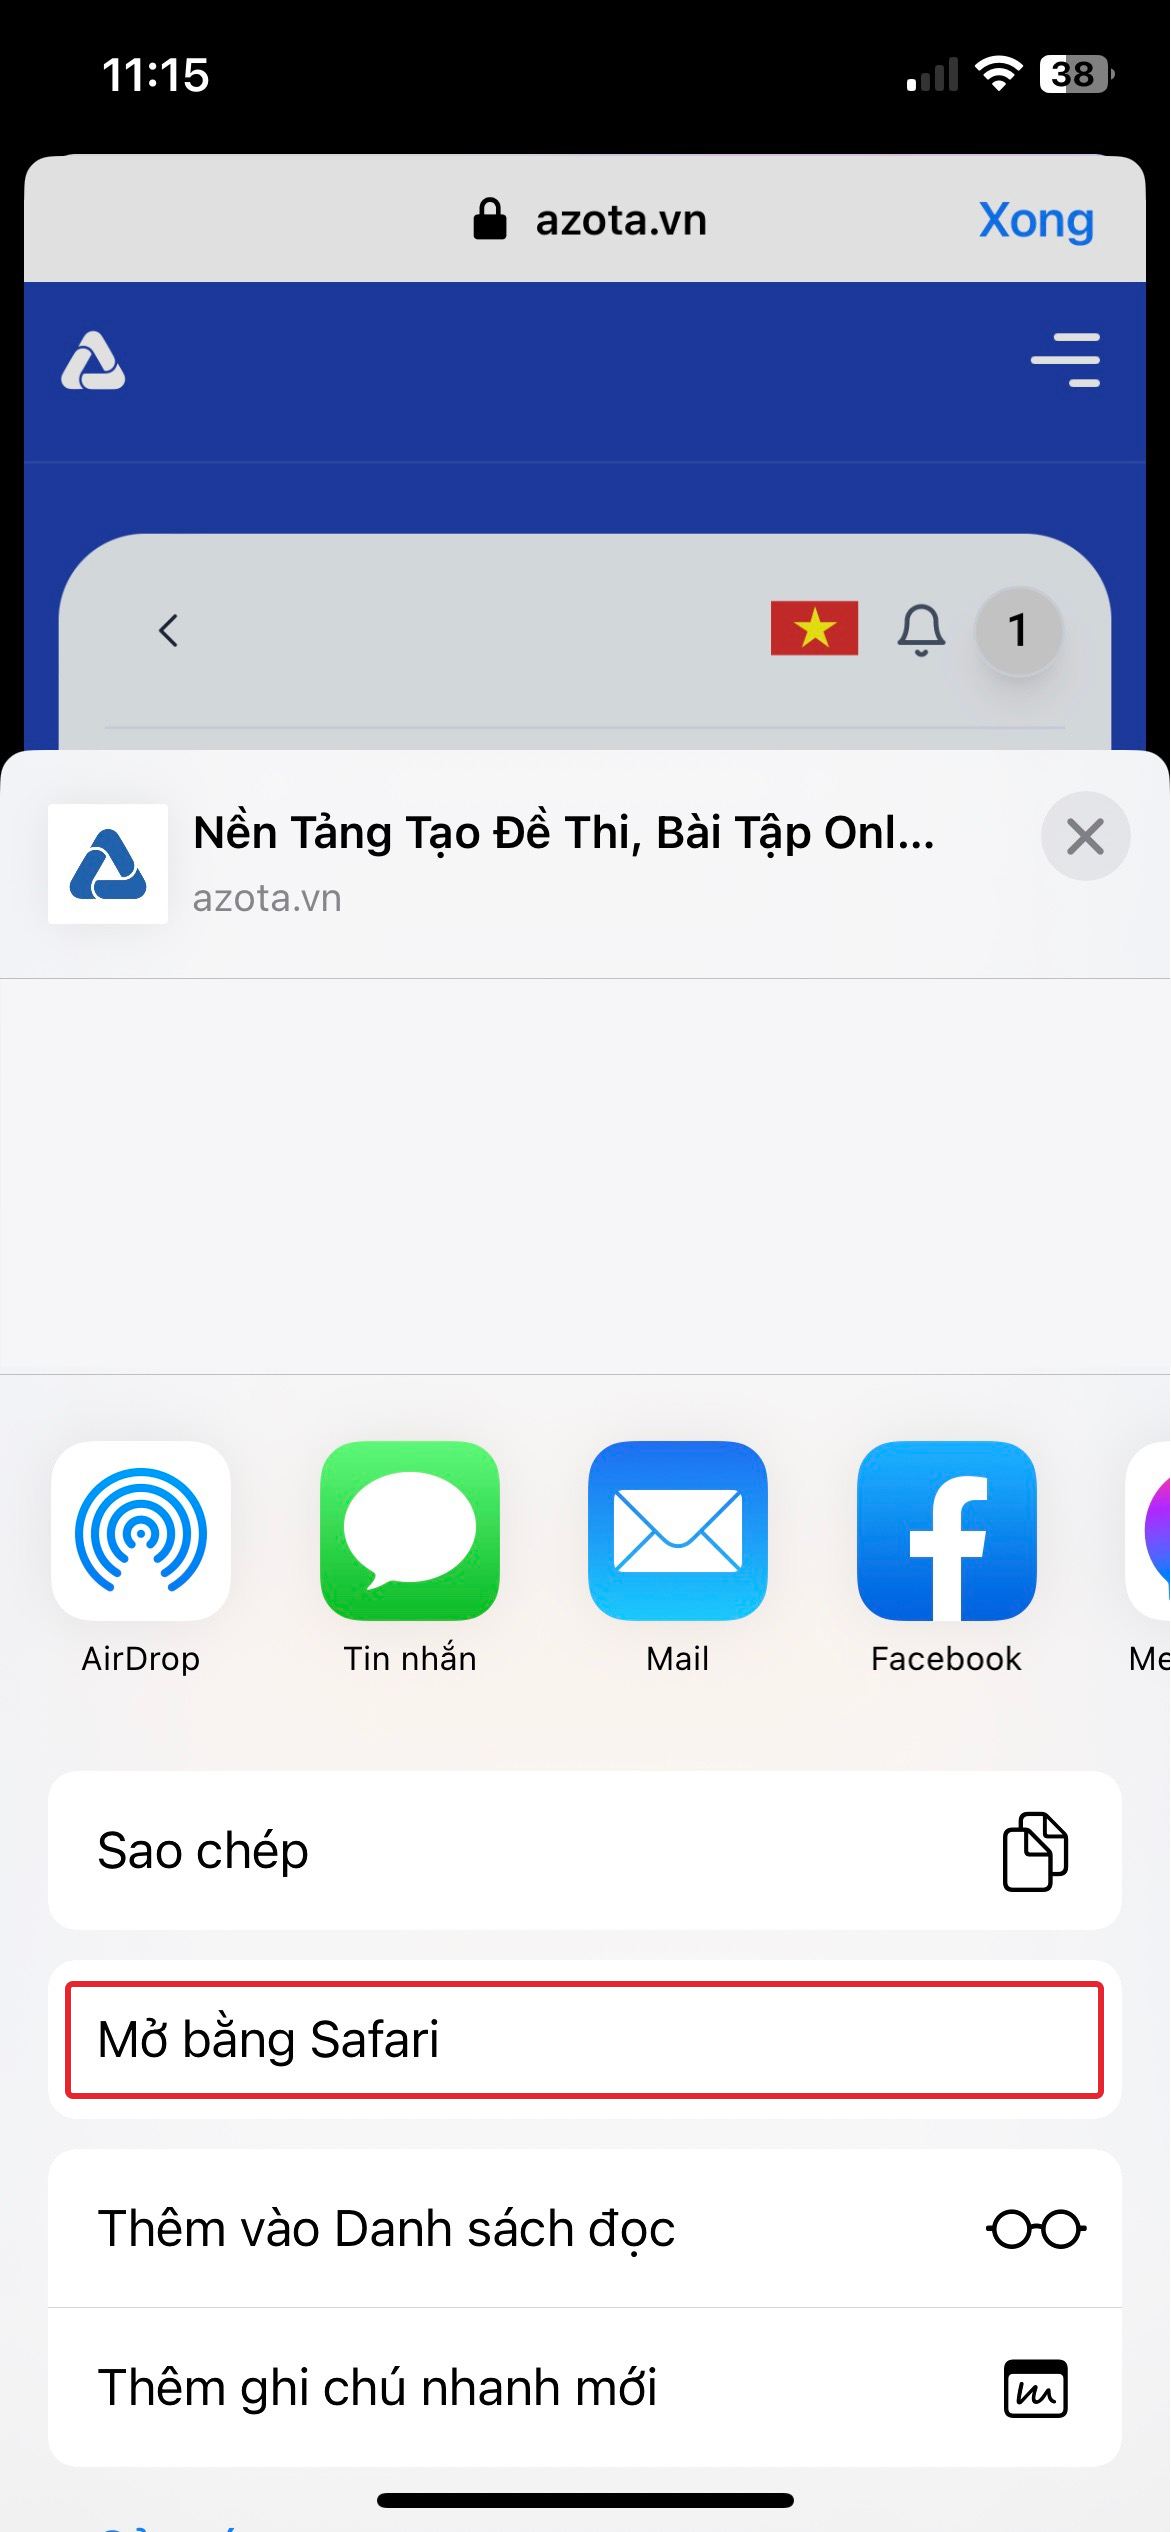 11:15
38
azota.vn
Xong
1
Nền Tảng Tạo Đề Thi, Bài Tập Onl...
azota.vn
AirDrop
Tin nhắn
Mail
Facebook
Me
Sao chép
Mở bằng Safari
Thêm vào Danh sách đọc
Thêm ghi chú nhanh mới